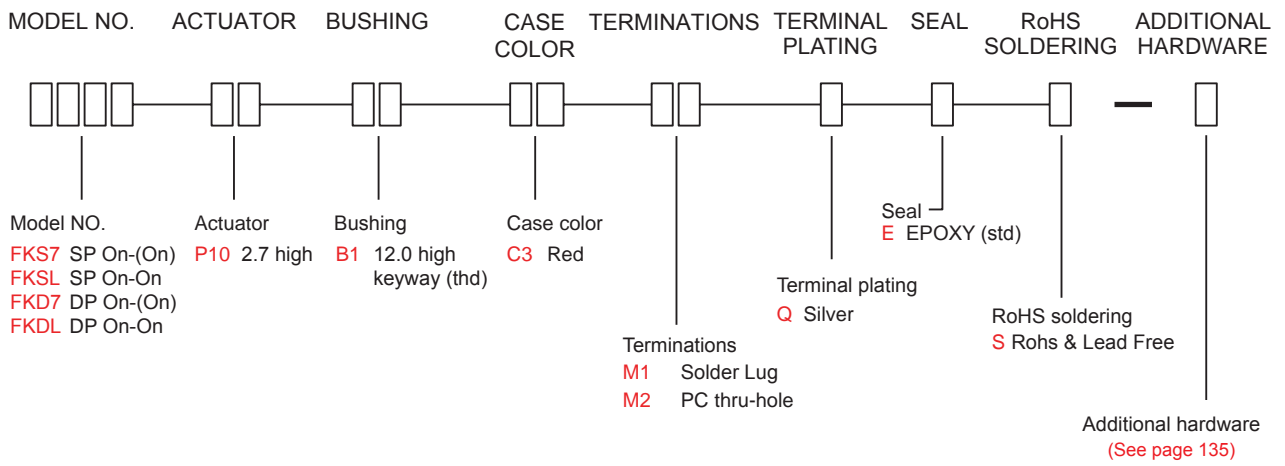 MODEL NO. ACTUATOR BUSHING CASE COLOR TERMINATIONS TERMINAL PLATING SEAL RoHS SOLDERING ADDITIONAL HARDWARE
Model NO.
FKS7 SP On-(On)
FKSL SP On-On
FKD7 DP On-(On)
FKDL DP On-On
Actuator
P10 2.7 high
Bushing
B1 12.0 high
keyway (thd)
Case color
C3 Red
Terminations
M1 Solder Lug
M2 PC thru-hole
Terminal plating
Q Silver
Seal
E EPOXY (std)
RoHS soldering
S Rohs & Lead Free
Additional hardware
(See page 135)